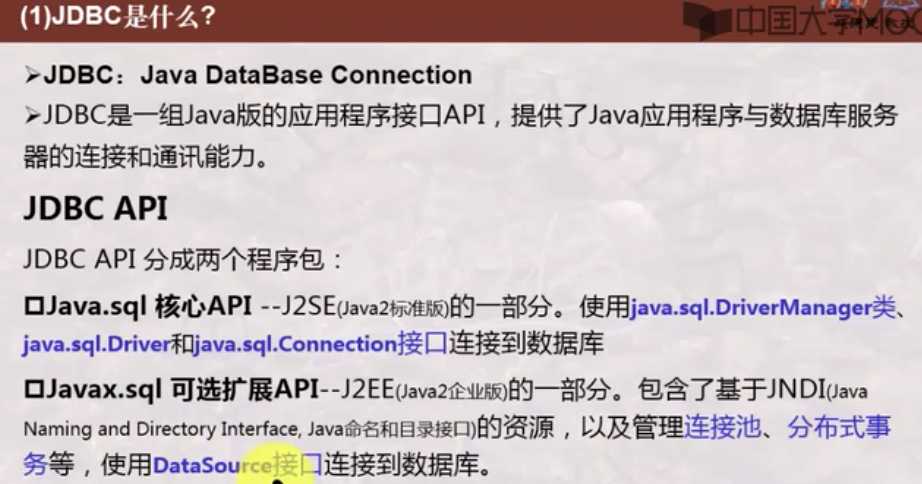 (1)JDBC是什么?
中国大学MOC
➢JDBC：Java DataBase Connection
➢JDBC是一组Java版的应用程序接口API，提供了Java应用程序与数据库服务
器的连接和通讯能力。
JDBC API
JDBC API 分成两个程序包：
□Java.sql 核心API --J2SE(Java2标准版)的一部分。使用java.sql.DriverManager类、
java.sql.Driver和java.sql.Connection接口连接到数据库
□Javax.sql 可选扩展API--J2EE(Java2企业版)的一部分。包含了基于JNDI(Java
Naming and Directory Interface, Java命名和目录接口)的资源，以及管理连接池、分布式事
务等，使用DataSource接口连接到数据库。